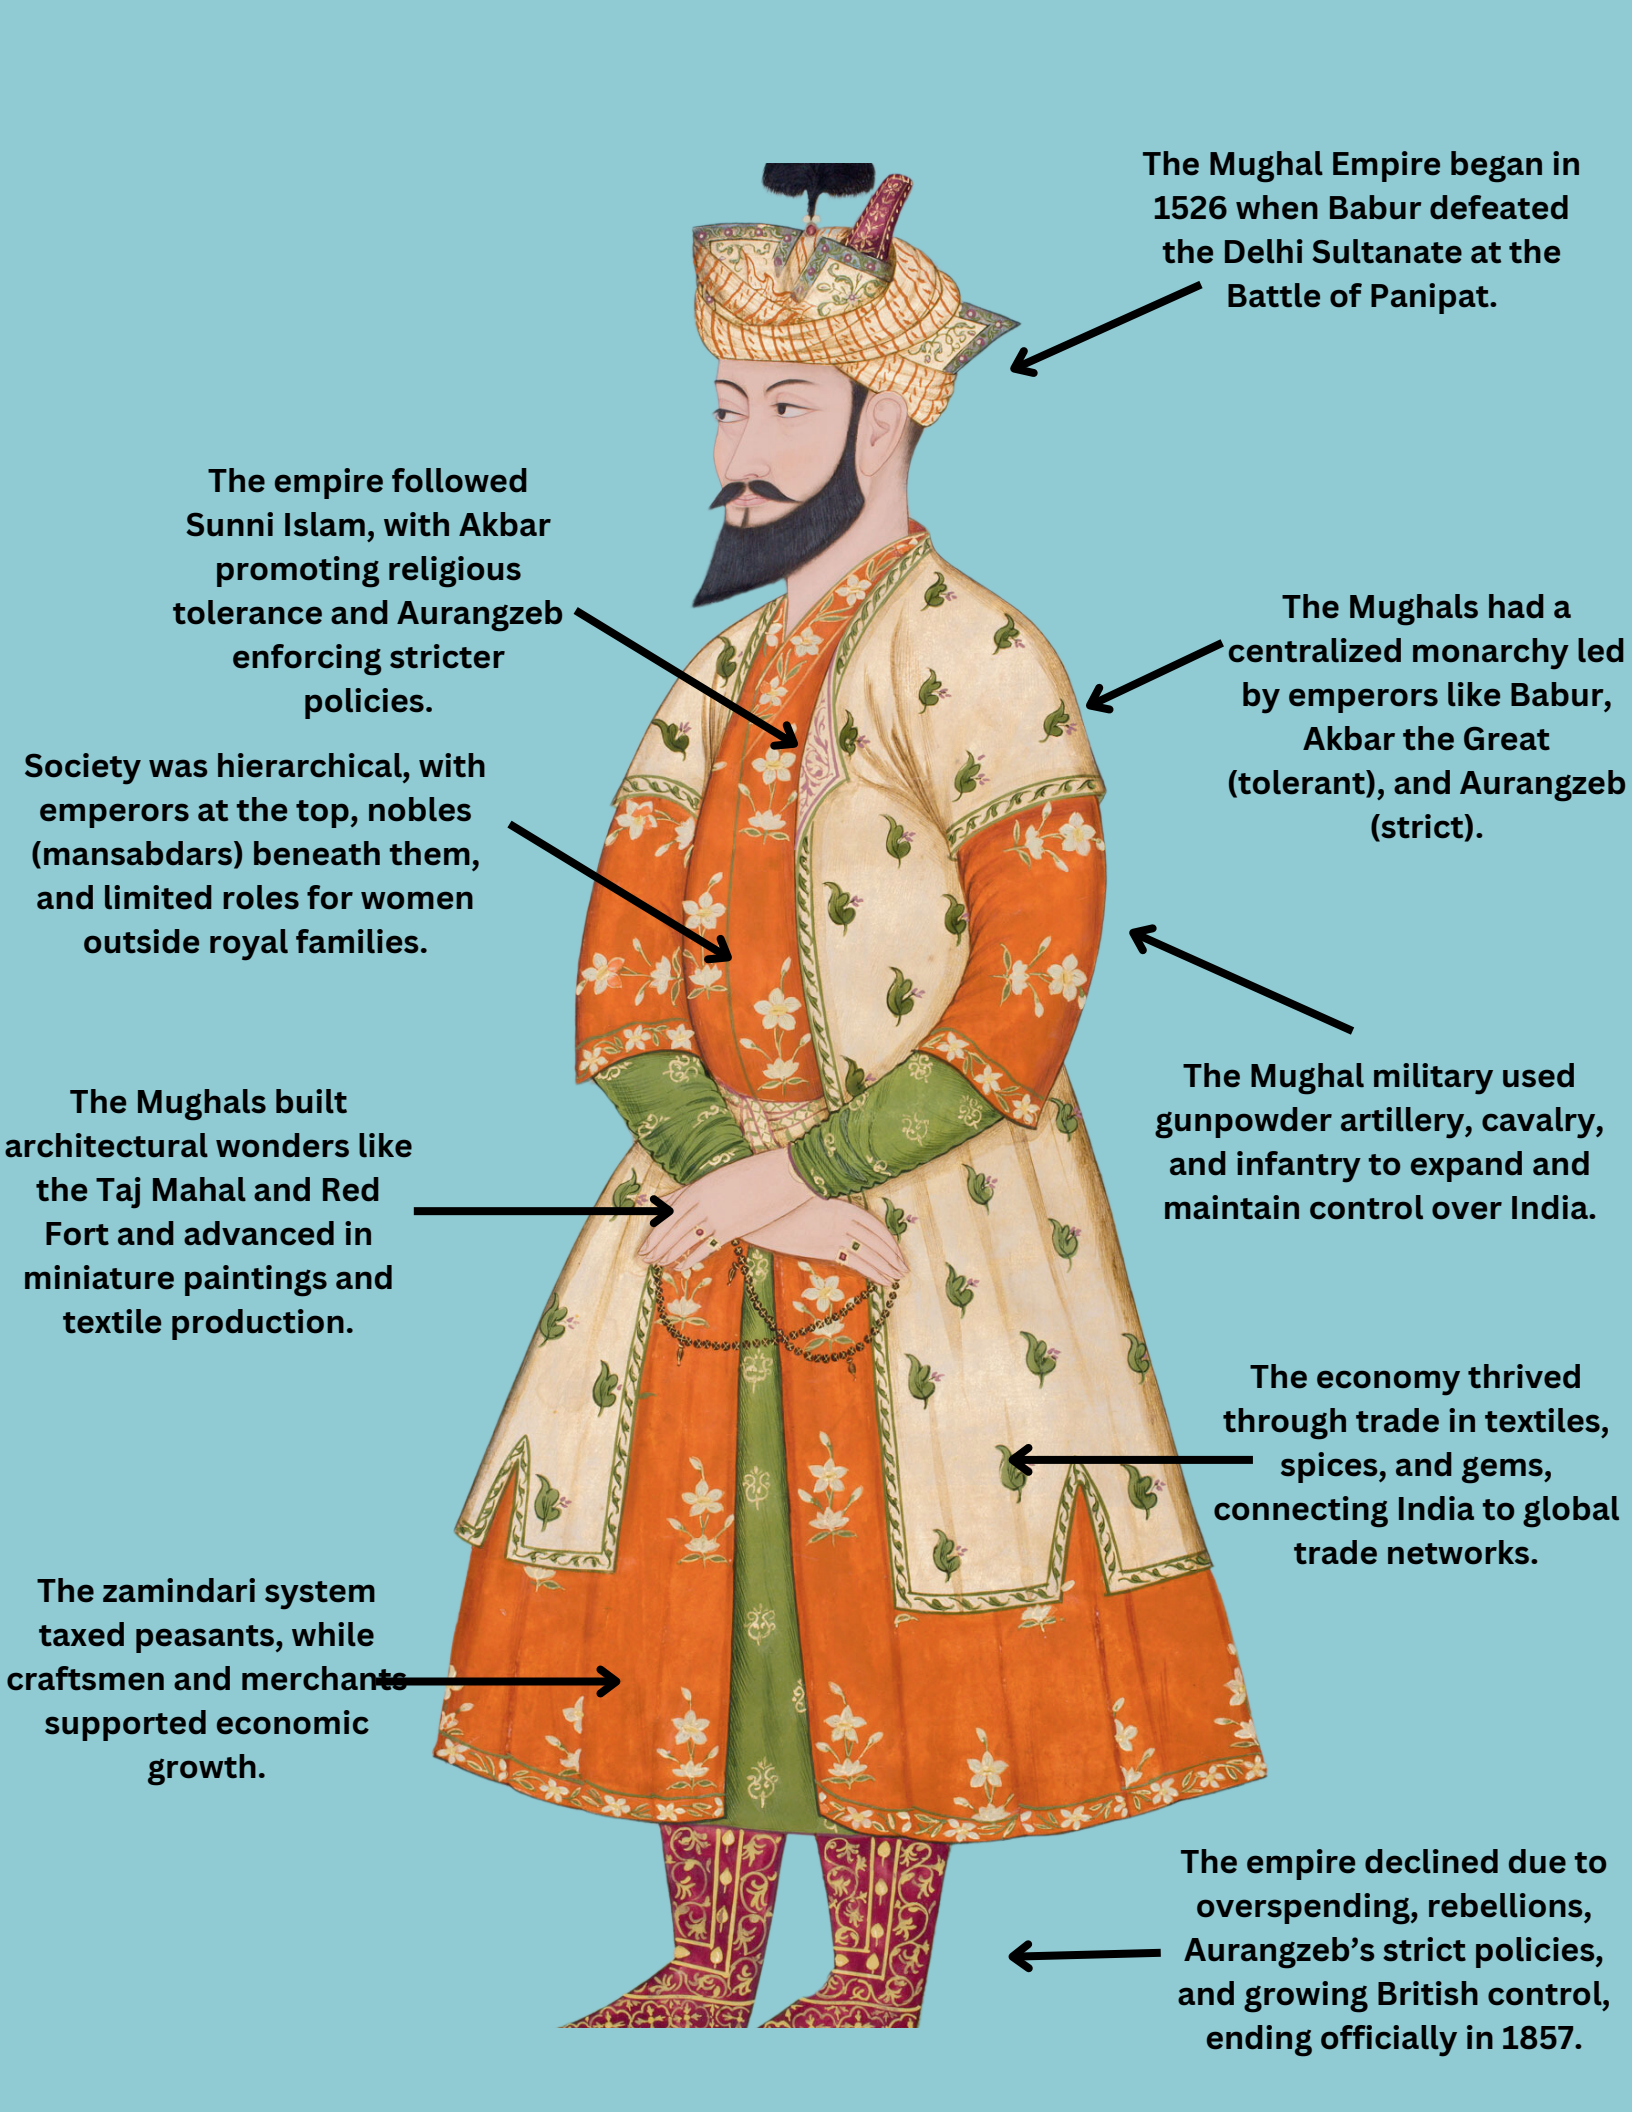 The Mughal Empire began in
1526 when Babur defeated
the Delhi Sultanate at the
Battle of Panipat.
The empire followed
Sunni Islam, with Akbar
promoting religious
tolerance and Aurangzeb
enforcing stricter
policies.
The Mughals had a
centralized monarchy led
by emperors like Babur,
Akbar the Great
(tolerant), and Aurangzeb
(strict).
Society was hierarchical, with
emperors at the top, nobles
(mansabdars) beneath them,
and limited roles for women
outside royal families.
The Mughal military used
gunpowder artillery, cavalry,
and infantry to expand and
maintain control over India.
The Mughals built
architectural wonders like
the Taj Mahal and Red
Fort and advanced in
miniature paintings and
textile production.
The economy thrived
through trade in textiles,
spices, and gems,
connecting India to global
trade networks.
The zamindari system
taxed peasants, while
craftsmen and merchants
supported economic
growth.
The empire declined due to
overspending, rebellions,
Aurangzeb’s strict policies,
and growing British control,
ending officially in 1857.